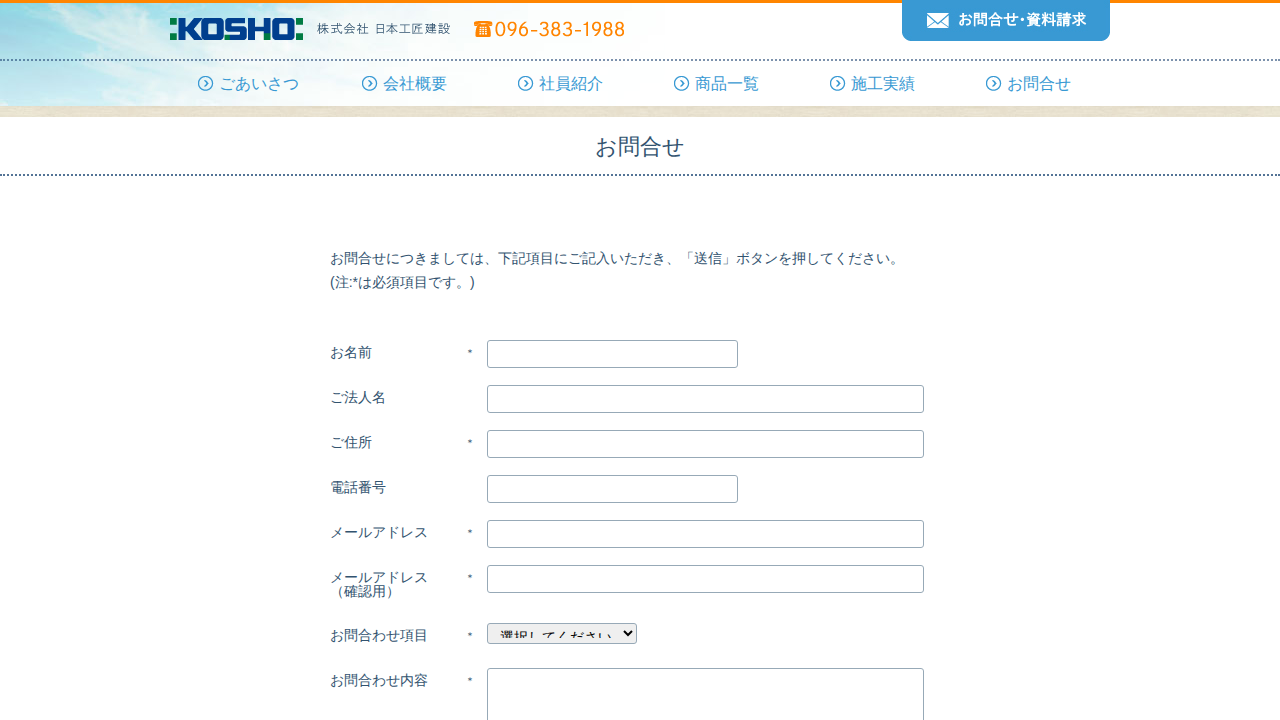 KOSHO 株式会社 日本工匠建設 096-383-1988 お問合せ・資料請求
ごあいさつ 会社概要 社員紹介 商品一覧 施工実績 お問合せ
お問合せ
お問合せにつきましては、下記項目にご記入いただき、「送信」ボタンを押してください。
(注:*は必須項目です。)
お名前 *
ご法人名
ご住所 *
電話番号
メールアドレス *
メールアドレス *
（確認用）
お問合わせ項目 * 選択してください
お問合わせ内容 *